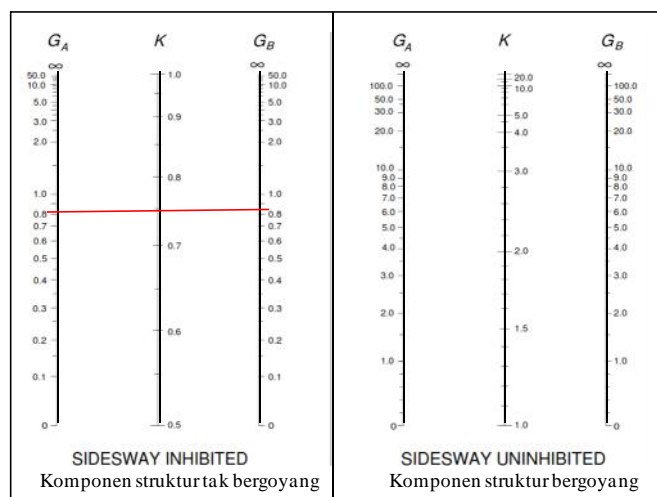 G_A K G_B
∞ ∞
50.0 1.0 50.0
10.0 10.0
0.9
5.0 5.0
3.0 3.0
2.0 2.0
0.8
1.0 1.0
0.8 0.8
0.7 0.7
0.6 0.7 0.6
0.5 0.5
0.4 0.4
0.3 0.3
0.6
0.2 0.2
0.1 0.1
0 0.5 0
SIDESWAY INHIBITED
Komponen struktur tak bergoyang
G_A K G_B
∞ ∞
20.0
100.0 10.0 100.0
50.0 50.0
30.0 5.0 30.0
20.0 4.0 20.0
10.0 3.0 10.0
9.0 9.0
8.0 8.0
7.0 7.0
6.0 6.0
5.0 5.0
4.0 2.0 4.0
3.0 3.0
2.0 2.0
1.5
1.0 1.0
0 1.0 0
SIDESWAY UNINHIBITED
Komponen struktur bergoyang